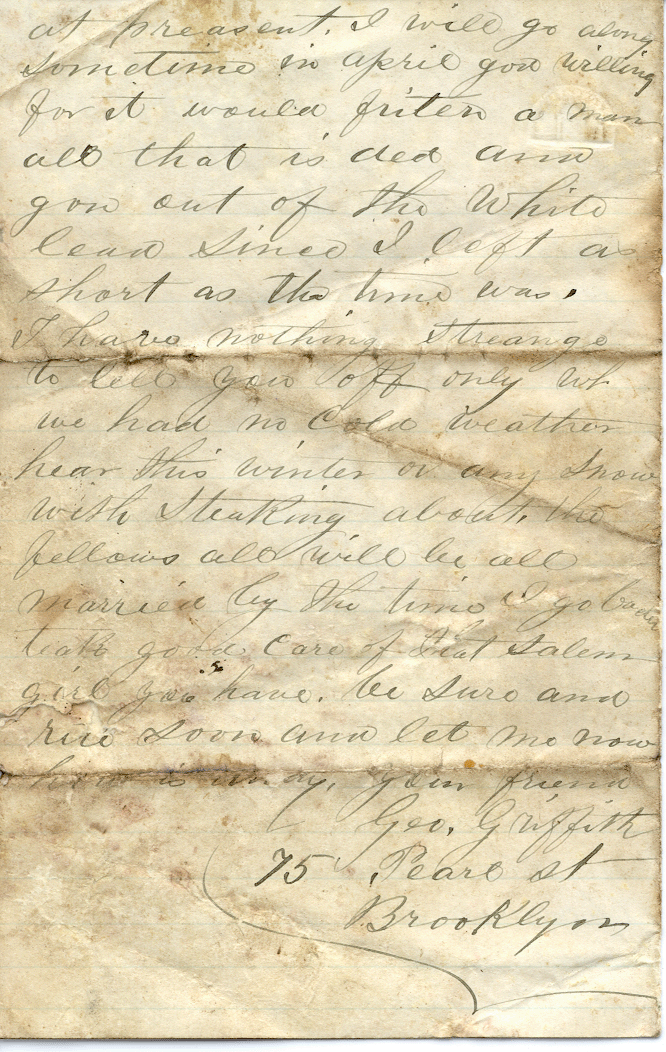 at preasent. I will go along
sometime in april god willing
for it would friten a man
all that is ded and
gon out of the White
lead since I left as
short as the time was.
I have nothing streange
to tell you off only
we had no cold weather
hear this winter or any snow
with steaking about. the
fellows all will be all
married by the time I go back
teak good care of that salem
girl you have. be sure and
rite soon and let me now
how is your friend
Geo. Griffith
75 Pearl st
Brooklyn